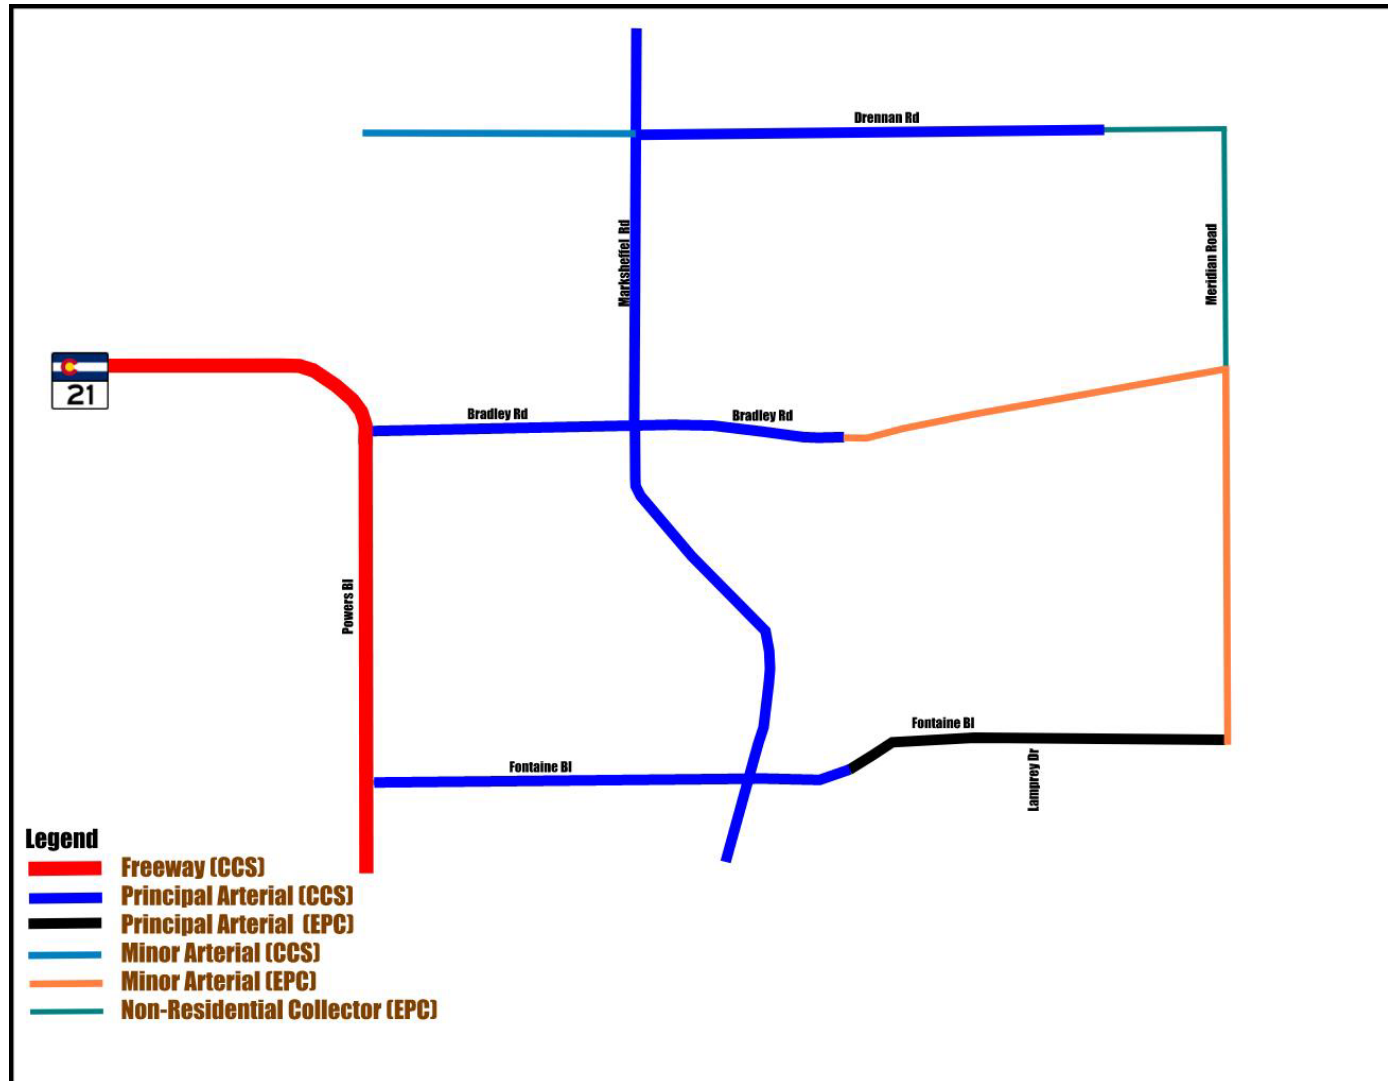 Drennan Rd
Marksheffel Rd
Meridian Road
21
Bradley Rd
Bradley Rd
Powers Bl
Fontaine Bl
Fontaine Bl
Lamprey Dr
Legend
Freeway (CCS)
Principal Arterial (CCS)
Principal Arterial (EPC)
Minor Arterial (CCS)
Minor Arterial (EPC)
Non-Residential Collector (EPC)